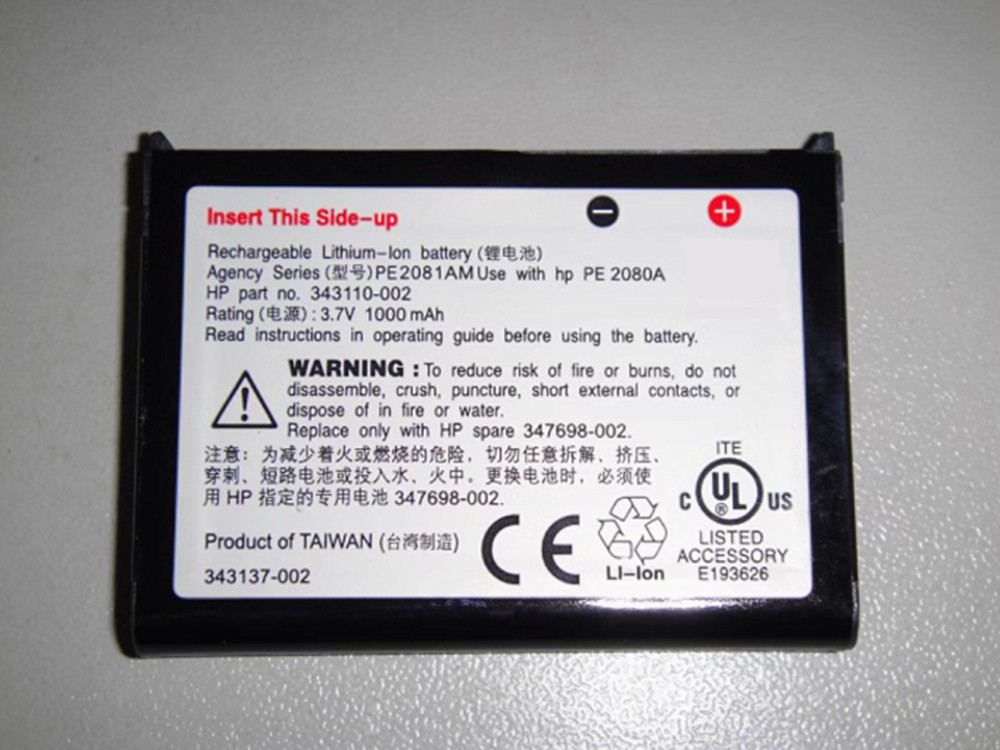 Insert This Side-up
Rechargeable Lithium-Ion battery (锂电池)
Agency Series (型号) PE2081AM Use with hp PE 2080A
HP part no. 343110-002
Rating (电源) : 3.7V 1000 mAh
Read instructions in operating guide before using the battery.
WARNING : To reduce risk of fire or burns, do not
disassemble, crush, puncture, short external contacts, or
dispose of in fire or water.
Replace only with HP spare 347698-002.
注意: 为减少着火或燃烧的危险, 切勿任意拆解、挤压、
穿刺、短路电池或投入水、火中。更换电池时, 必须使
用 HP 指定的专用电池 347698-002.
Product of TAIWAN (台湾制造)
343137-002
CE
Li-Ion
ITE
C UL ® US
LISTED
ACCESSORY
E193626